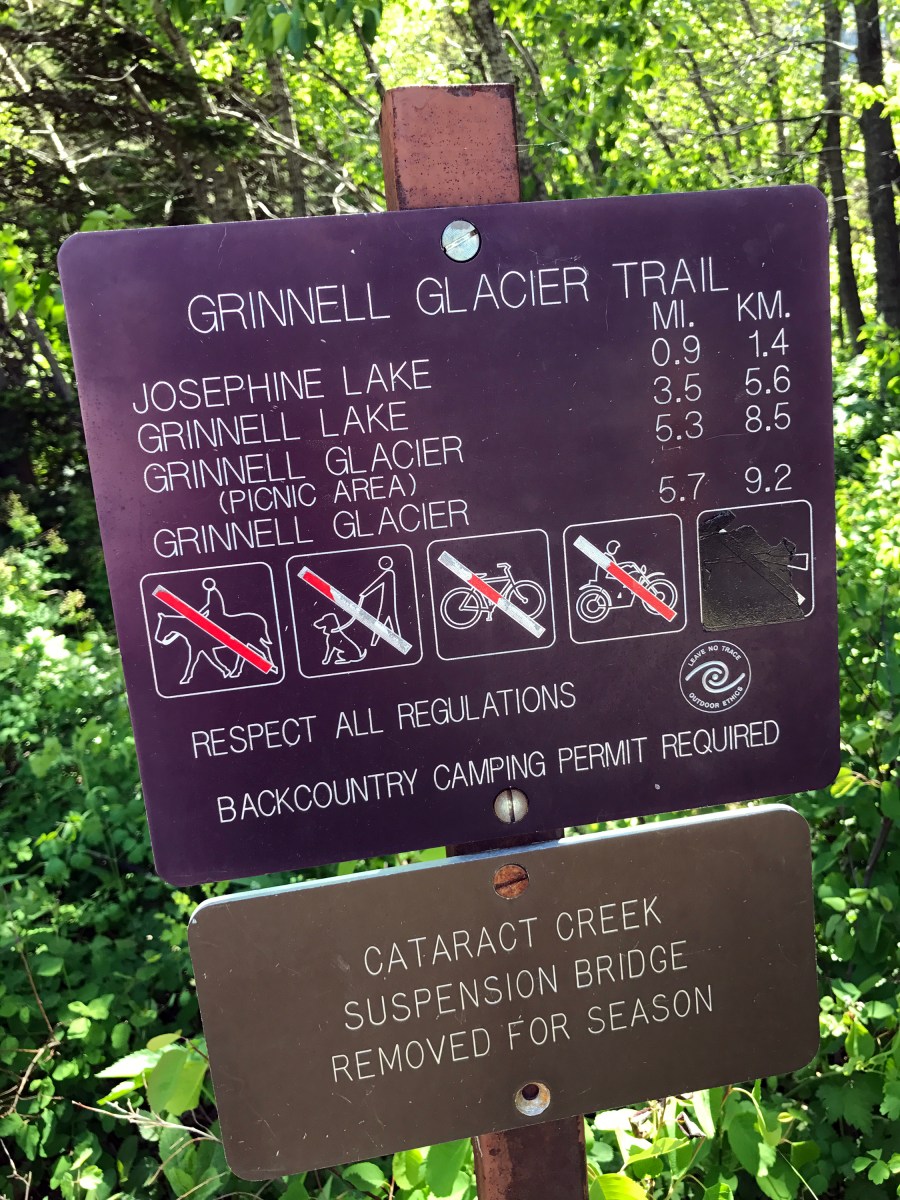 GRINNELL GLACIER TRAIL
MI. KM.
JOSEPHINE LAKE 0.9 1.4
GRINNELL LAKE 3.5 5.6
GRINNELL GLACIER 5.3 8.5
(PICNIC AREA)
GRINNELL GLACIER 5.7 9.2
LEAVE NO TRACE
OUTDOOR ETHICS
RESPECT ALL REGULATIONS
BACKCOUNTRY CAMPING PERMIT REQUIRED
CATARACT CREEK
SUSPENSION BRIDGE
REMOVED FOR SEASON